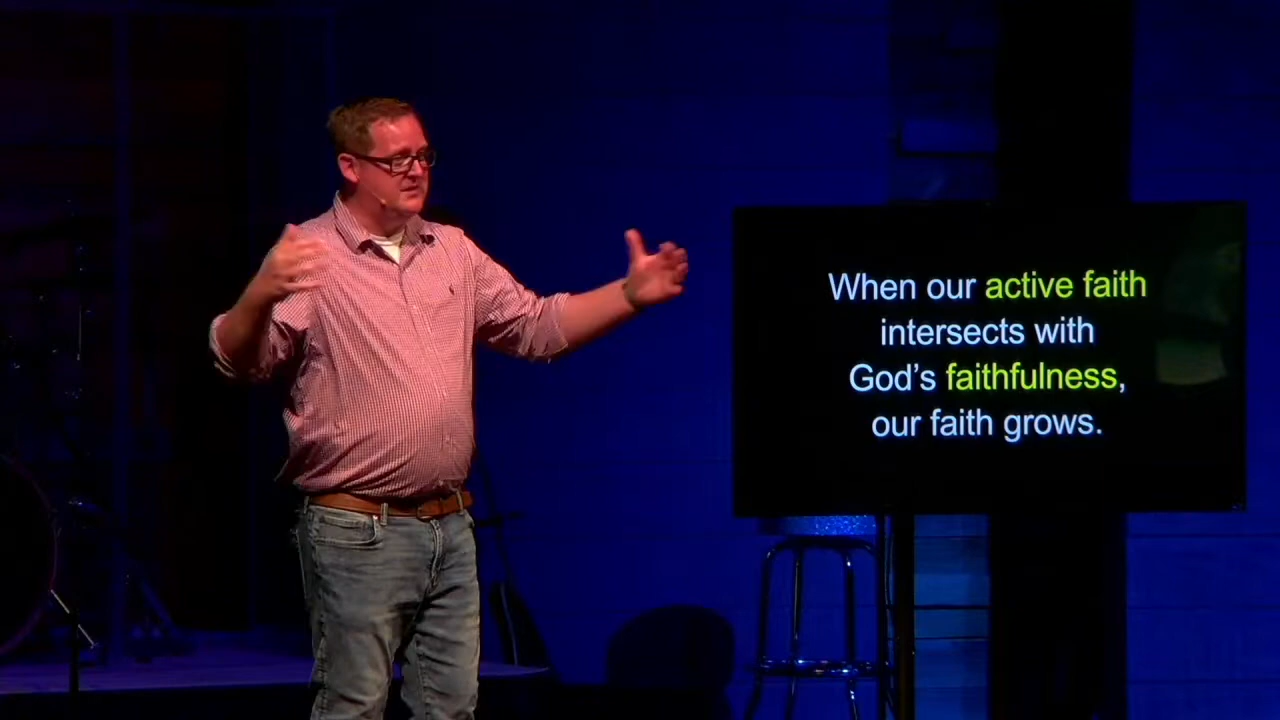 When our active faith
intersects with
God’s faithfulness,
our faith grows.